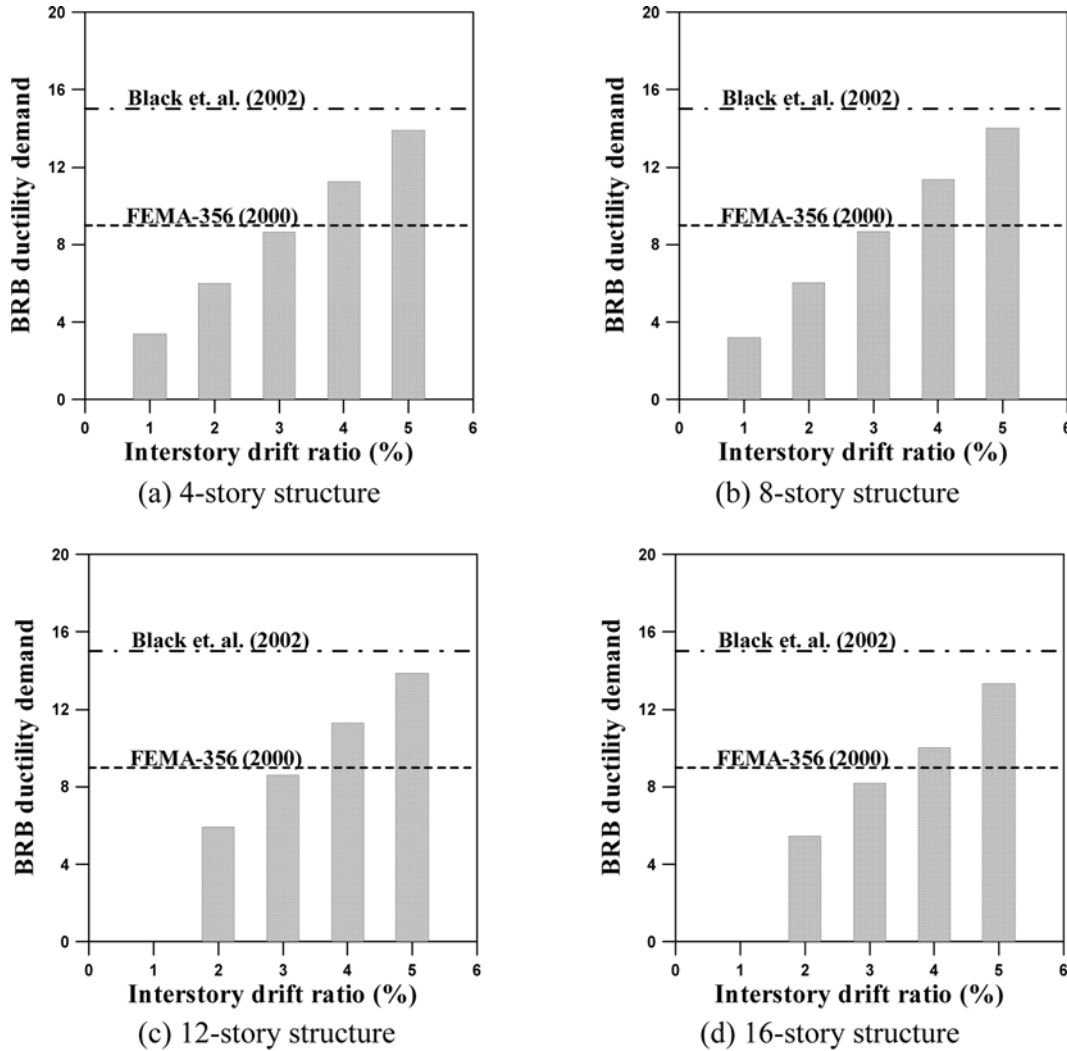 20
16
12
8
4
0
BRB ductility demand
Black et. al. (2002)
FEMA-356 (2000)
0 1 2 3 4 5 6
Interstory drift ratio (%)
(a) 4-story structure
20
16
12
8
4
0
BRB ductility demand
Black et. al. (2002)
FEMA-356 (2000)
0 1 2 3 4 5 6
Interstory drift ratio (%)
(b) 8-story structure
20
16
12
8
4
0
BRB ductility demand
Black et. al. (2002)
FEMA-356 (2000)
0 1 2 3 4 5 6
Interstory drift ratio (%)
(c) 12-story structure
20
16
12
8
4
0
BRB ductility demand
Black et. al. (2002)
FEMA-356 (2000)
0 1 2 3 4 5 6
Interstory drift ratio (%)
(d) 16-story structure